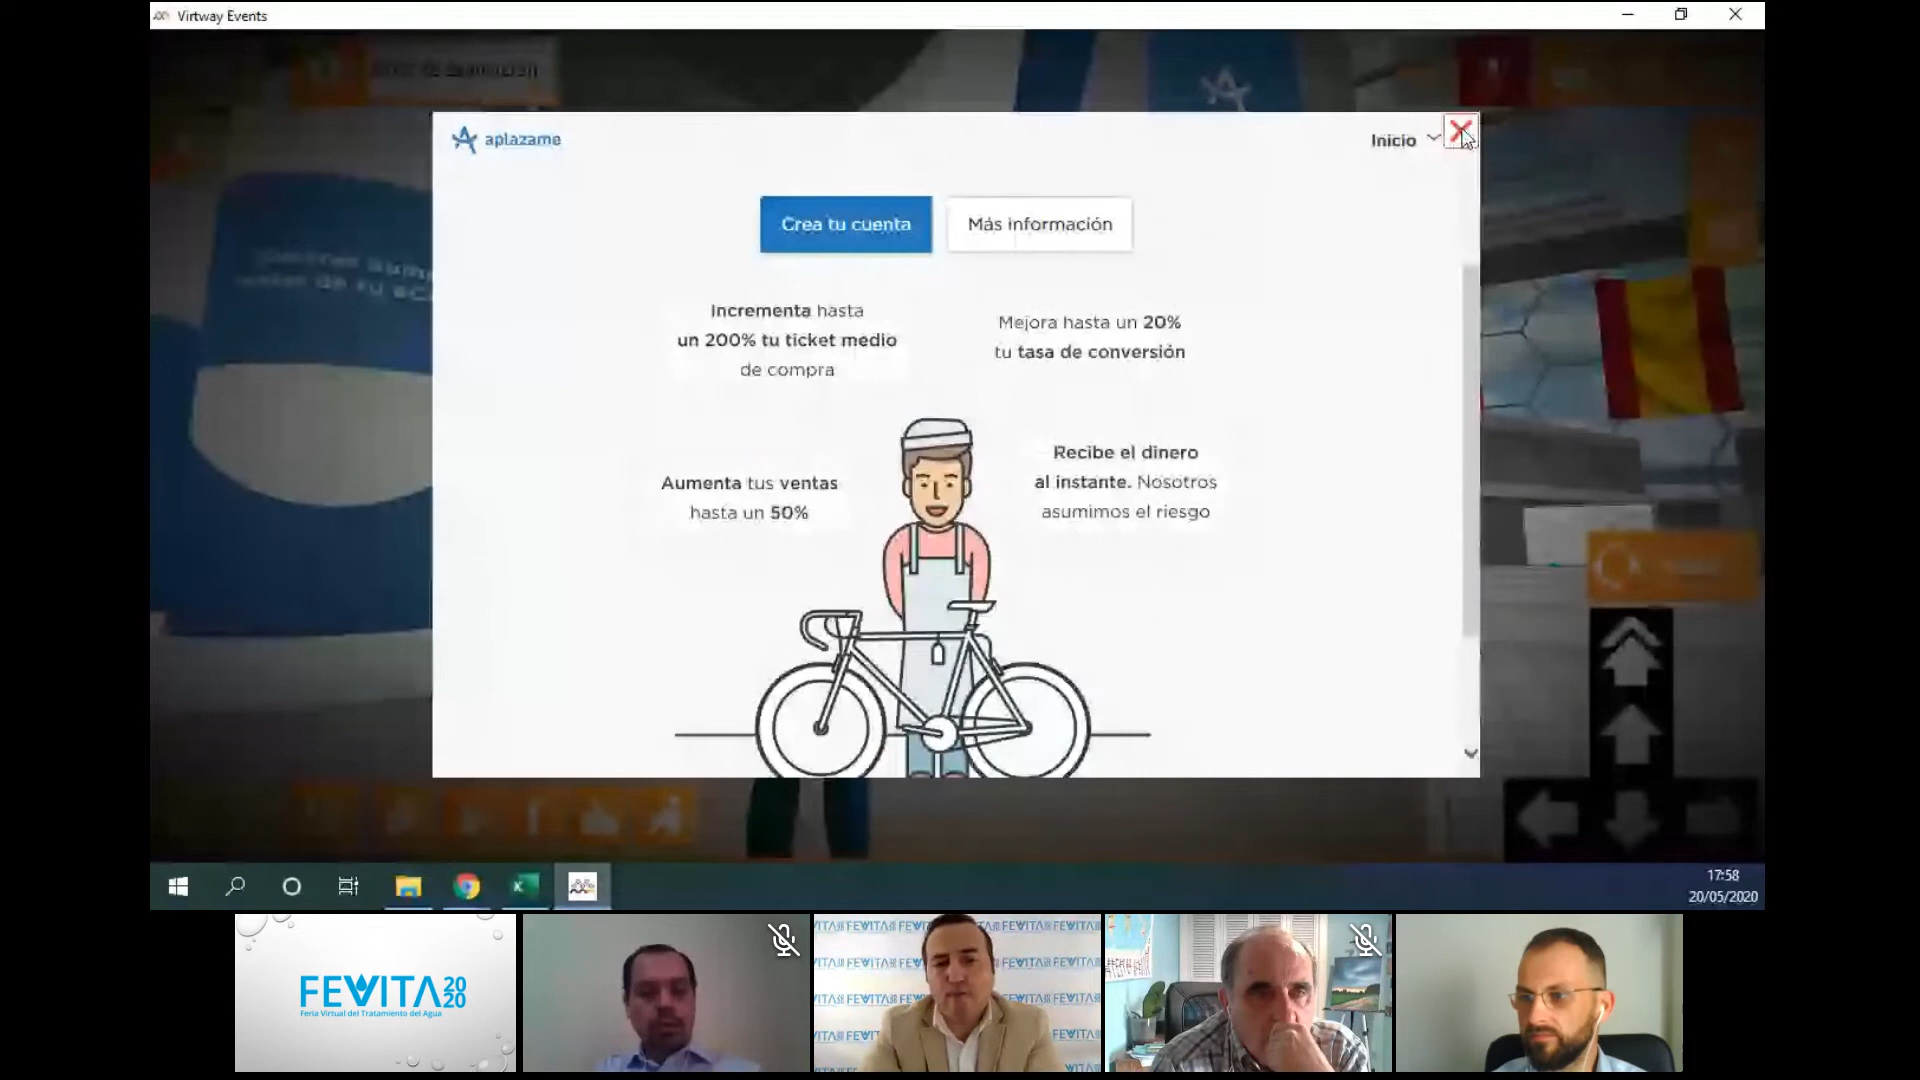 Virtway Events
aplazame
Inicio
Crea tu cuenta
Más información
Incrementa hasta
un 200% tu ticket medio
de compra
Mejora hasta un 20%
tu tasa de conversión
Aumenta tus ventas
hasta un 50%
Recibe el dinero
al instante. Nosotros
asumimos el riesgo
17:58
20/05/2020
FEVITA 2020
Feria Virtual del Tratamiento del Agua